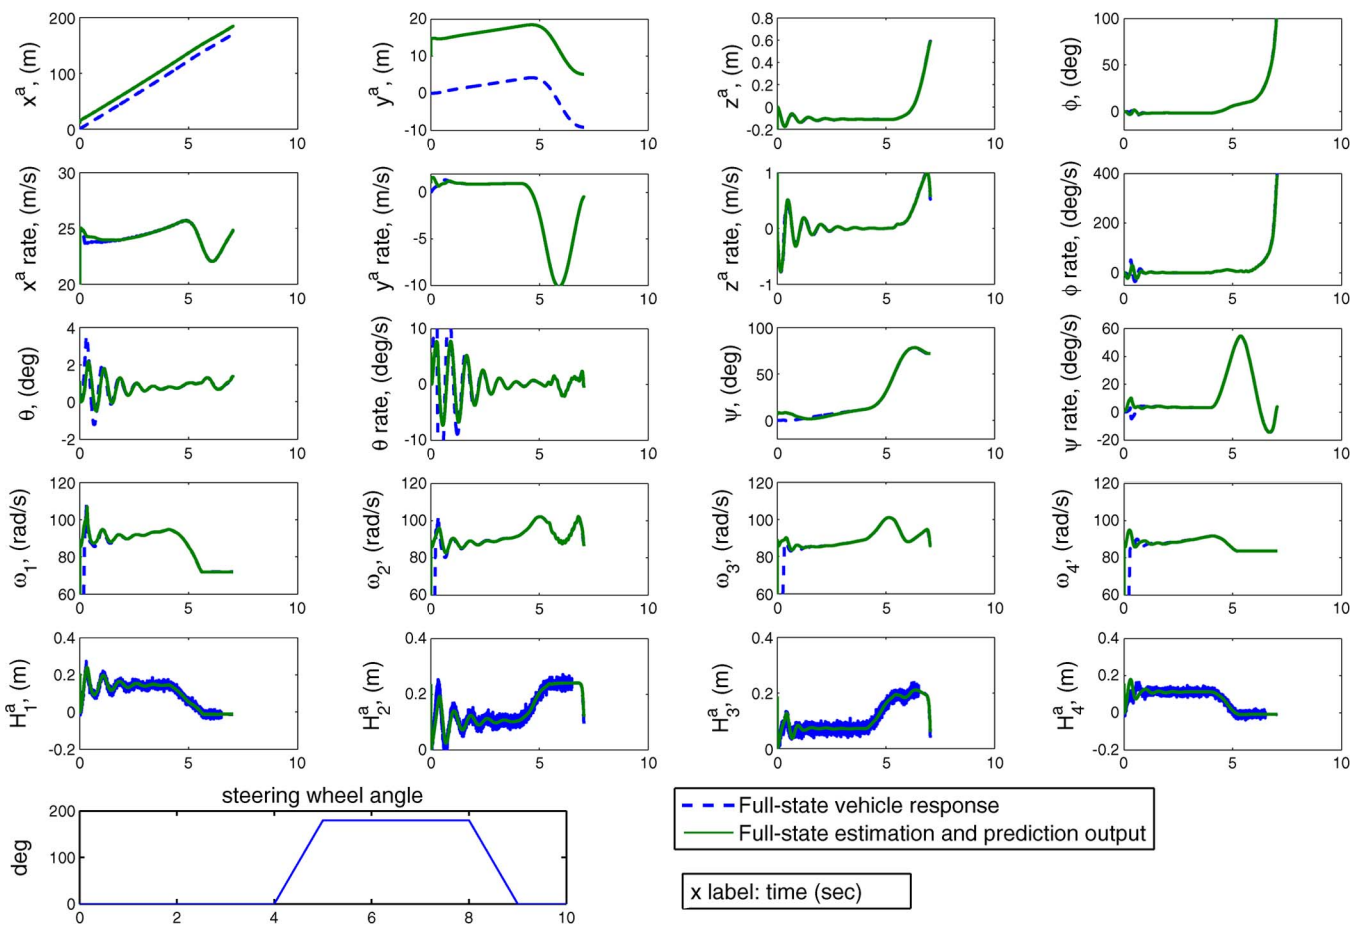 200
100
0
0 5 10
x^a, (m)
20
10
0
-10
0 5 10
y^a, (m)
0.8
0.6
0.4
0.2
0
-0.2
0 5 10
z^a, (m)
100
50
0
0 5 10
ϕ, (deg)
30
25
20
0 5 10
x^a rate, (m/s)
0
-5
-10
0 5 10
y^a rate, (m/s)
1
0
-1
0 5 10
z^a rate, (m/s)
400
200
0
0 5 10
ϕ rate, (deg/s)
4
2
0
-2
0 5 10
θ, (deg)
10
0
-10
0 5 10
θ rate, (deg/s)
100
50
0
0 5 10
ψ, (deg)
60
40
20
0
-20
0 5 10
ψ rate, (deg/s)
120
100
80
60
0 5 10
ω_1, (rad/s)
120
100
80
60
0 5 10
ω_2, (rad/s)
120
100
80
60
0 5 10
ω_3, (rad/s)
120
100
80
60
0 5 10
ω_4, (rad/s)
0.4
0.2
0
-0.2
0 5 10
H_1^a, (m)
0.4
0.2
0
0 5 10
H_2^a, (m)
0.4
0.2
0
0 5 10
H_3^a, (m)
0.4
0.2
0
-0.2
0 5 10
H_4^a, (m)
steering wheel angle
200
100
0
0 2 4 6 8 10
deg
Full-state vehicle response
Full-state estimation and prediction output
x label: time (sec)